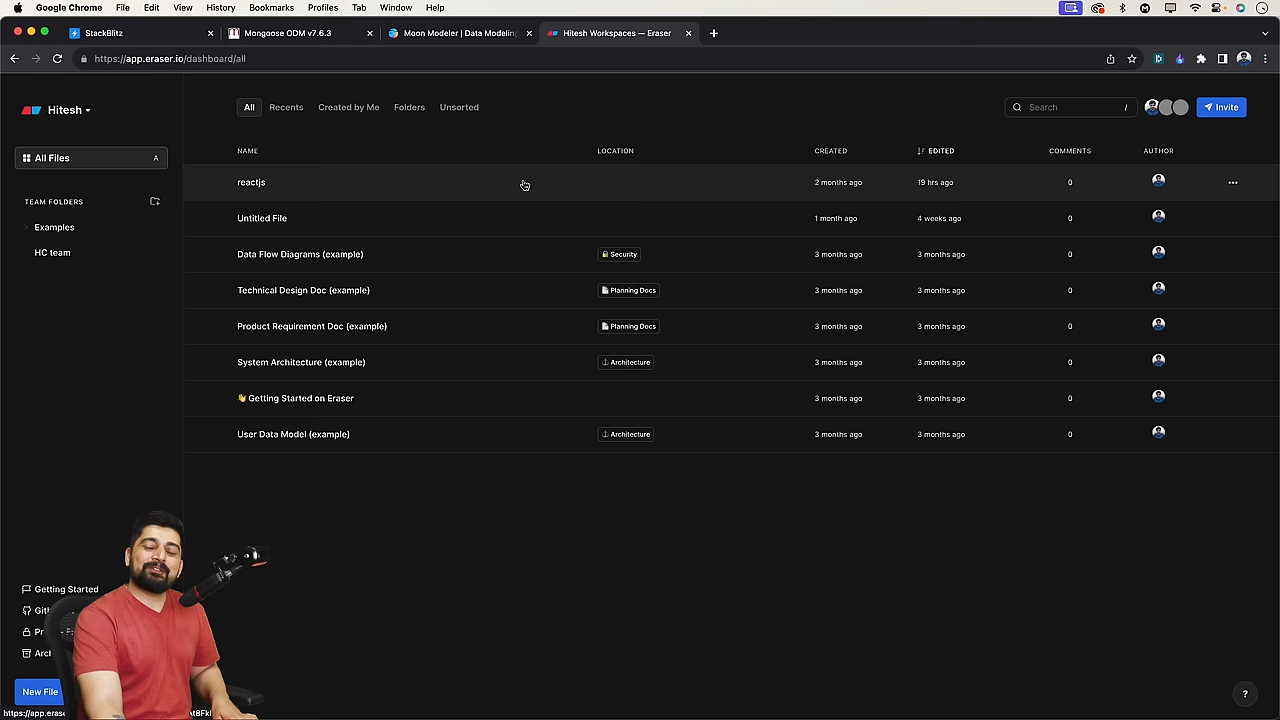 Google Chrome File Edit View History Bookmarks Profiles Tab Window Help
StackBlitz Mongoose ODM v7.6.3 Moon Modeler | Data Modeling Hitesh Workspaces — Eraser
https://app.eraser.io/dashboard/all
Hitesh
All Recents Created by Me Folders Unsorted Search / Invite
All Files A
NAME LOCATION CREATED EDITED COMMENTS AUTHOR
reactjs 2 months ago 19 hrs ago 0
TEAM FOLDERS
Untitled File 1 month ago 4 weeks ago 0
Examples
HC team
Data Flow Diagrams (example) Security 3 months ago 3 months ago 0
Technical Design Doc (example) Planning Docs 3 months ago 3 months ago 0
Product Requirement Doc (example) Planning Docs 3 months ago 3 months ago 0
System Architecture (example) Architecture 3 months ago 3 months ago 0
👋 Getting Started on Eraser 3 months ago 3 months ago 0
User Data Model (example) Architecture 3 months ago 3 months ago 0
Getting Started
New File
?
https://app.erase